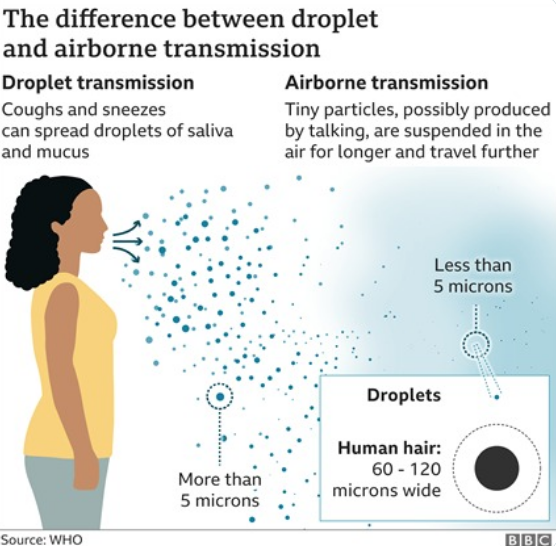 The difference between droplet
and airborne transmission
Droplet transmission
Coughs and sneezes
can spread droplets of saliva
and mucus
Airborne transmission
Tiny particles, possibly produced
by talking, are suspended in the
air for longer and travel further
Less than
5 microns
More than
5 microns
Droplets
Human hair:
60 - 120
microns wide
Source: WHO
BBC